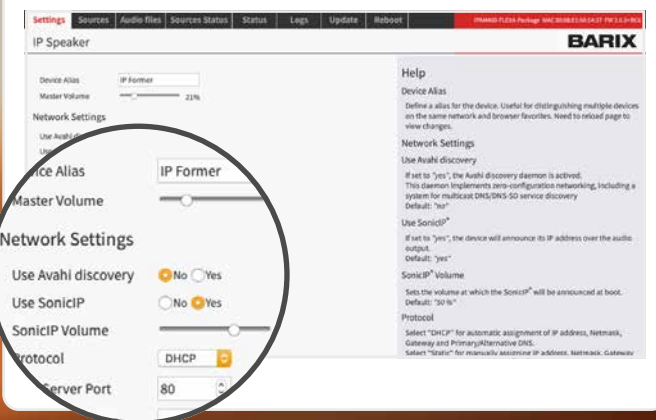 Settings Sources Audio files Sources Status Status Logs Update Reboot
IP Speaker
BARIX
Device Alias IP Former
Master Volume 21%
Network Settings
Use Avahi
Device Alias IP Former
Master Volume
Network Settings
Use Avahi discovery No Yes
Use SonicIP No Yes
SonicIP Volume
Protocol DHCP
Server Port 80
Help
Device Alias
Define a alias for the device. Useful for distinguishing multiple devices
on the same network and browser favorites. Need to reload page to
view changes.
Network Settings
Use Avahi discovery
If set to "yes", the Avahi discovery daemon is actived.
This daemon implements zero-configuration networking, including a
system for multicast DNS/DNS-SD service discovery
Default: "no"
Use SonicIP®
If set to "yes", the device will announce its IP address over the audio
output.
Default: "yes"
SonicIP® Volume
Sets the volume at which the SonicIP® will be announced at boot.
Default: "50 %"
Protocol
Select "DHCP" for automatic assignment of IP address, Netmask,
Gateway and Primary/Alternative DNS.
Select "Static" for manually assigning IP address, Netmask, Gateway